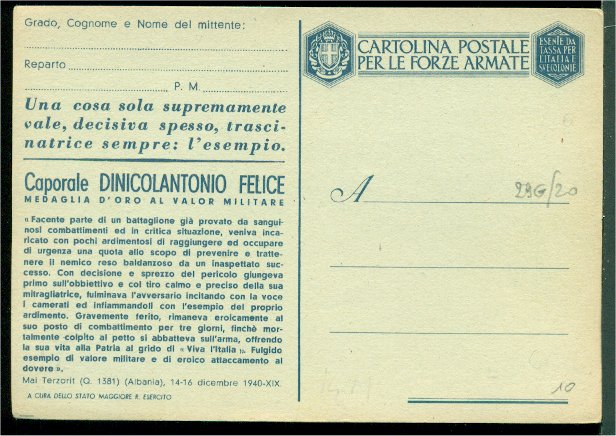 Grado, Cognome e Nome del mittente:
Reparto
P. M.
Una cosa sola supremamente
vale, decisiva spesso, trasci-
natrice sempre: l'esempio.
Caporale DINICOLANTONIO FELICE
MEDAGLIA D'ORO AL VALOR MILITARE
« Facente parte di un battaglione già provato da sangui-
nosi combattimenti ed in critica situazione, veniva inca-
ricato con pochi ardimentosi di raggiungere ed occupare
di urgenza una quota allo scopo di prevenire e tratte-
nere il nemico reso baldanzoso da un inaspettato suc-
cesso. Con decisione e sprezzo del pericolo giungeva
primo sull'obbiettivo e col tiro calmo e preciso della sua
mitragliatrice, fulminava l'avversario incitando con la voce
i camerati ed infiammandoli con l'esempio del proprio
ardimento. Gravemente ferito, rimaneva eroicamente al
suo posto di combattimento per tre giorni, finchè mor-
talmente colpito al petto si abbatteva sull'arma, offrendo
la sua vita alla Patria al grido di « Viva l'Italia ». Fulgido
esempio di valore militare e di eroico attaccamento al
dovere ».
Mai Terzorit (Q. 1381) (Albania), 14-16 dicembre 1940-XIX.
A CURA DELLO STATO MAGGIORE R. ESERCITO
CARTOLINA POSTALE
PER LE FORZE ARMATE
ESENTE DA
TASSA PER
L'ITALIA E
SUE COLONIE
A
29G/20
10